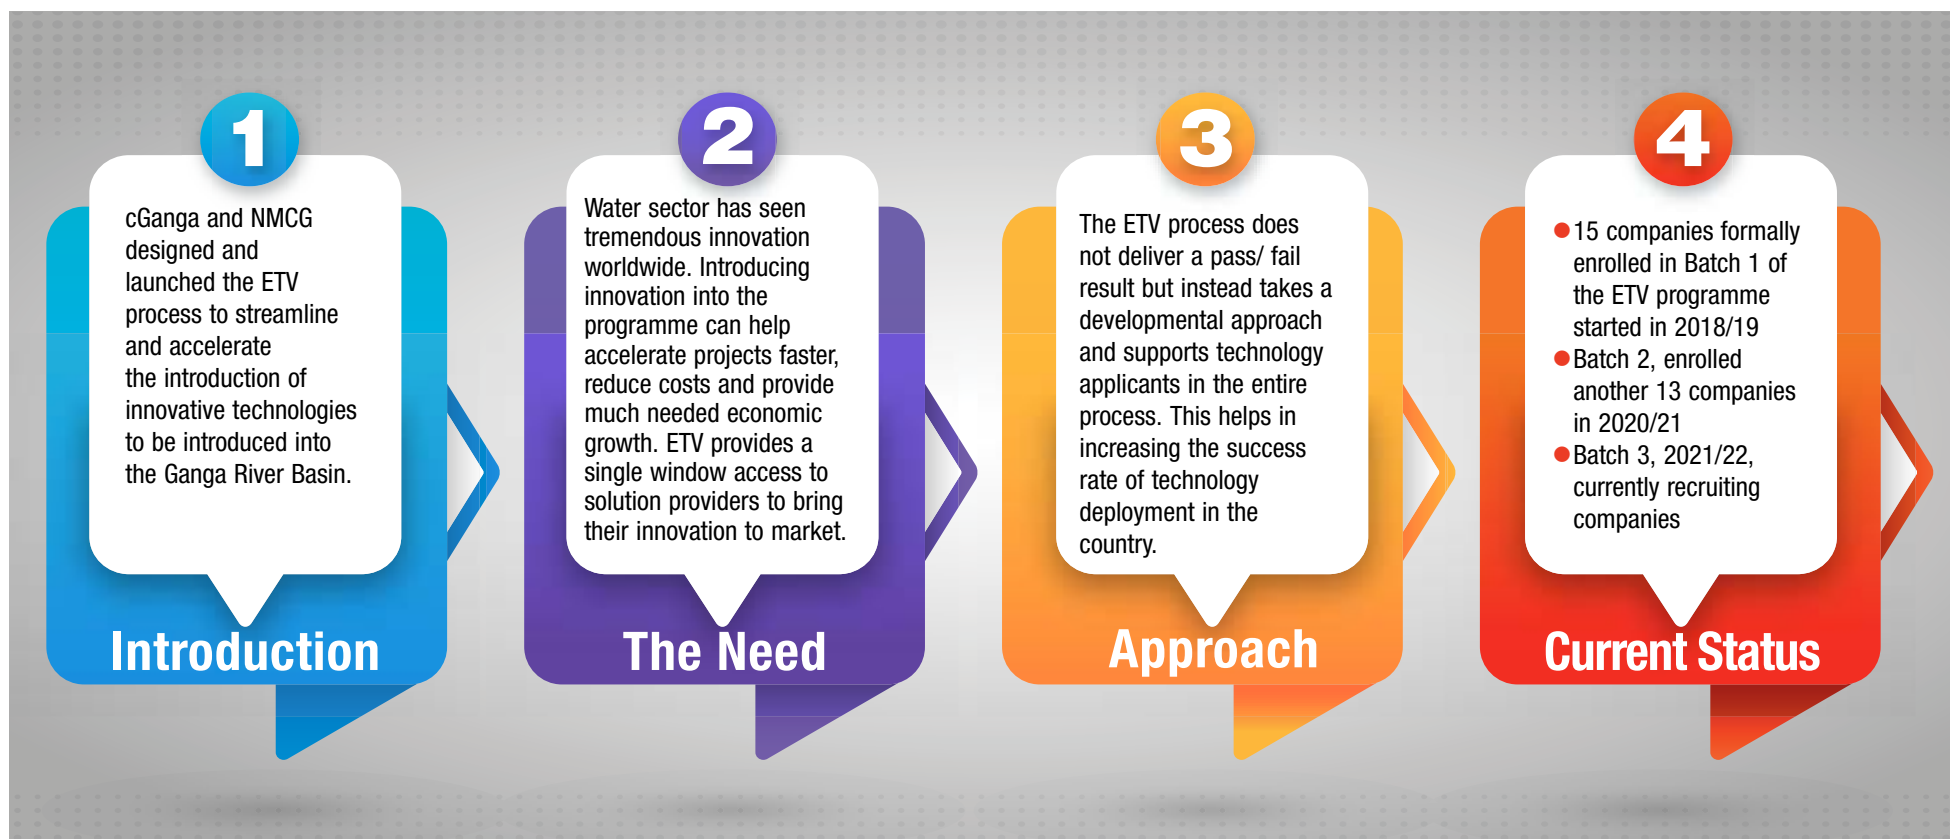 1
cGanga and NMCG
designed and
launched the ETV
process to streamline
and accelerate
the introduction of
innovative technologies
to be introduced into
the Ganga River Basin.
Introduction
2
Water sector has seen
tremendous innovation
worldwide. Introducing
innovation into the
programme can help
accelerate projects faster,
reduce costs and provide
much needed economic
growth. ETV provides a
single window access to
solution providers to bring
their innovation to market.
The Need
3
The ETV process does
not deliver a pass/ fail
result but instead takes a
developmental approach
and supports technology
applicants in the entire
process. This helps in
increasing the success
rate of technology
deployment in the
country.
Approach
4
● 15 companies formally
enrolled in Batch 1 of
the ETV programme
started in 2018/19
● Batch 2, enrolled
another 13 companies
in 2020/21
● Batch 3, 2021/22,
currently recruiting
companies
Current Status